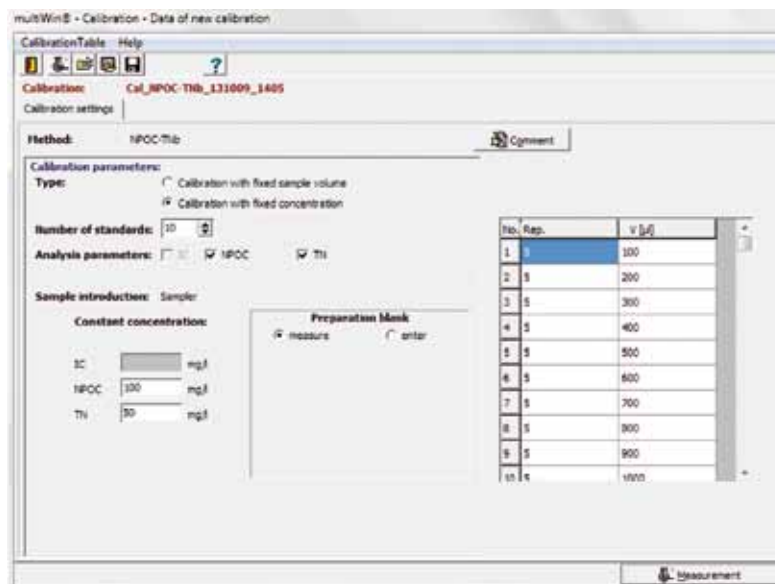 multiWin® - Calibration - Data of new calibration
CalibrationTable Help
?
Calibration: Cal_NPOC-TNb_131009_1405
Calibration settings
Method: NPOC-TNb
Comment
Calibration parameters:
Type: Calibration with fixed sample volume
Calibration with fixed concentration
Number of standards: 10
Analysis parameters: IC NPOC TN
Sample introduction: Sampler
Constant concentration:
IC mg/l
NPOC 100 mg/l
TN 50 mg/l
Preparation blank
measure enter
No. Rep. V [µl]
1 5 100
2 5 200
3 5 300
4 5 400
5 5 500
6 5 600
7 5 700
8 5 800
9 5 900
10 5 1000
Measurement